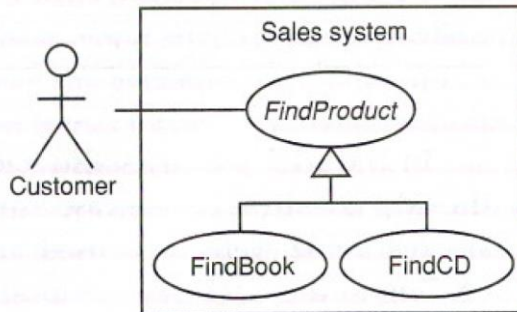 Sales system
FindProduct
Customer
FindBook
FindCD